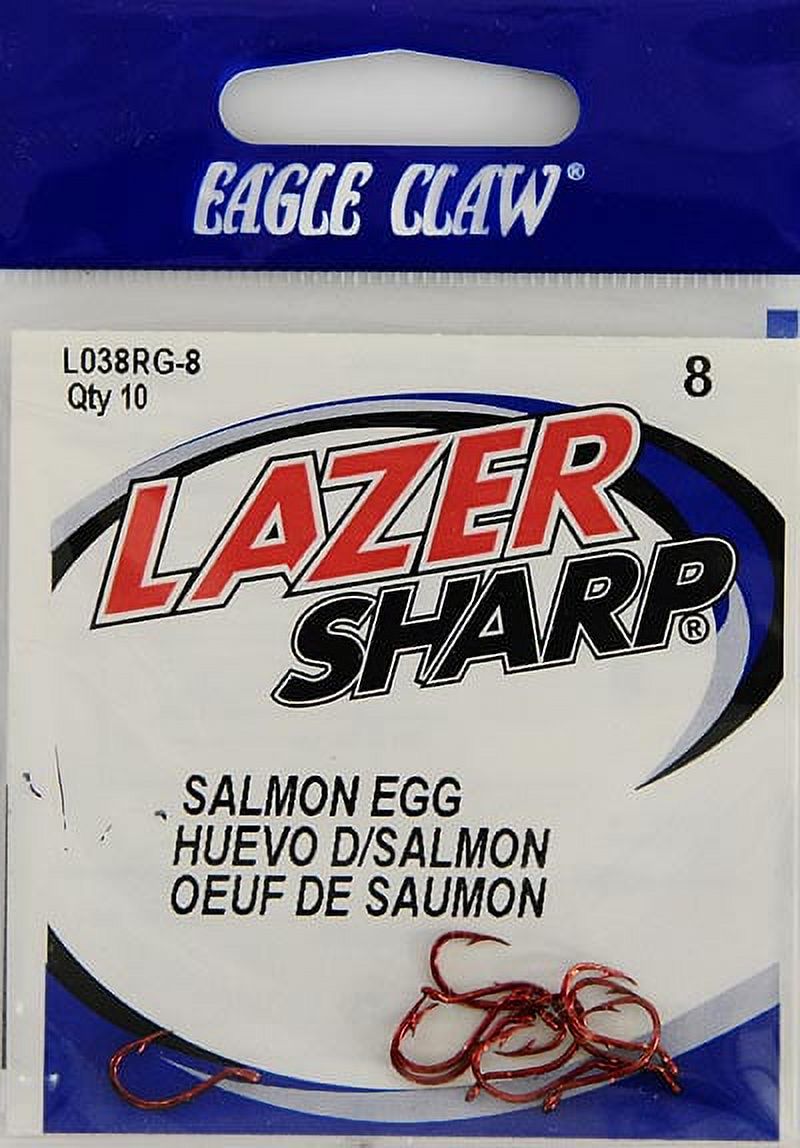 EAGLE CLAW®
L038RG-8
8
Qty 10
LAZER
SHARP®
SALMON EGG
HUEVO D/SALMON
OEUF DE SAUMON